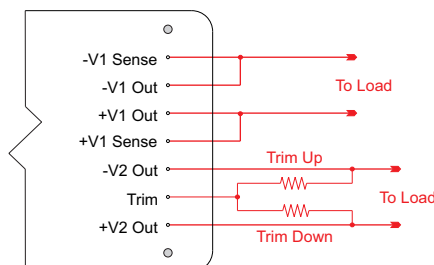 -V1 Sense
-V1 Out
To Load
+V1 Out
+V1 Sense
Trim Up
-V2 Out
Trim
To Load
+V2 Out
Trim Down